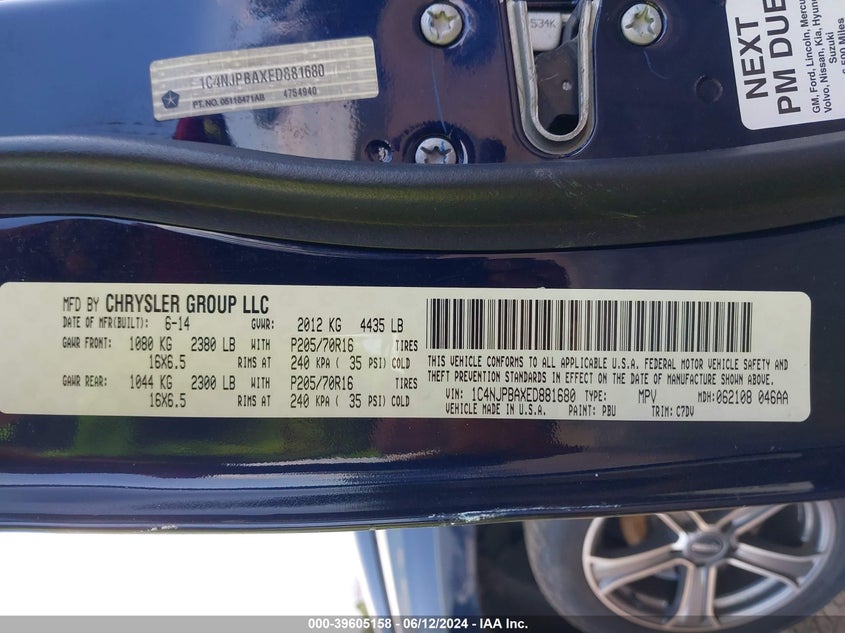 1C4NJPBAXED881680
PT. NO. 05115471AB 4754940
534K
NEXT
PM DUE
GM, Ford, Lincoln, Mercu
Volvo, Nissan, Kia, Hyun
Suzuki
6,500 Miles
MFD BY CHRYSLER GROUP LLC
DATE OF MFR(BUILT): 6-14 GVWR: 2012 KG 4435 LB
GAWR FRONT: 1080 KG 2380 LB WITH P205/70R16 TIRES
16X6.5 RIMS AT 240 KPA ( 35 PSI) COLD
GAWR REAR: 1044 KG 2300 LB WITH P205/70R16 TIRES
16X6.5 RIMS AT 240 KPA ( 35 PSI) COLD
THIS VEHICLE CONFORMS TO ALL APPLICABLE U.S.A. FEDERAL MOTOR VEHICLE SAFETY AND
THEFT PREVENTION STANDARDS IN EFFECT ON THE DATE OF MANUFACTURE SHOWN ABOVE.
VIN: 1C4NJPBAXED881680 TYPE: MPV MDH:062108 046AA
VEHICLE MADE IN U.S.A. PAINT: PBU TRIM: C7DV
000-39605158 - 06/12/2024 - IAA Inc.